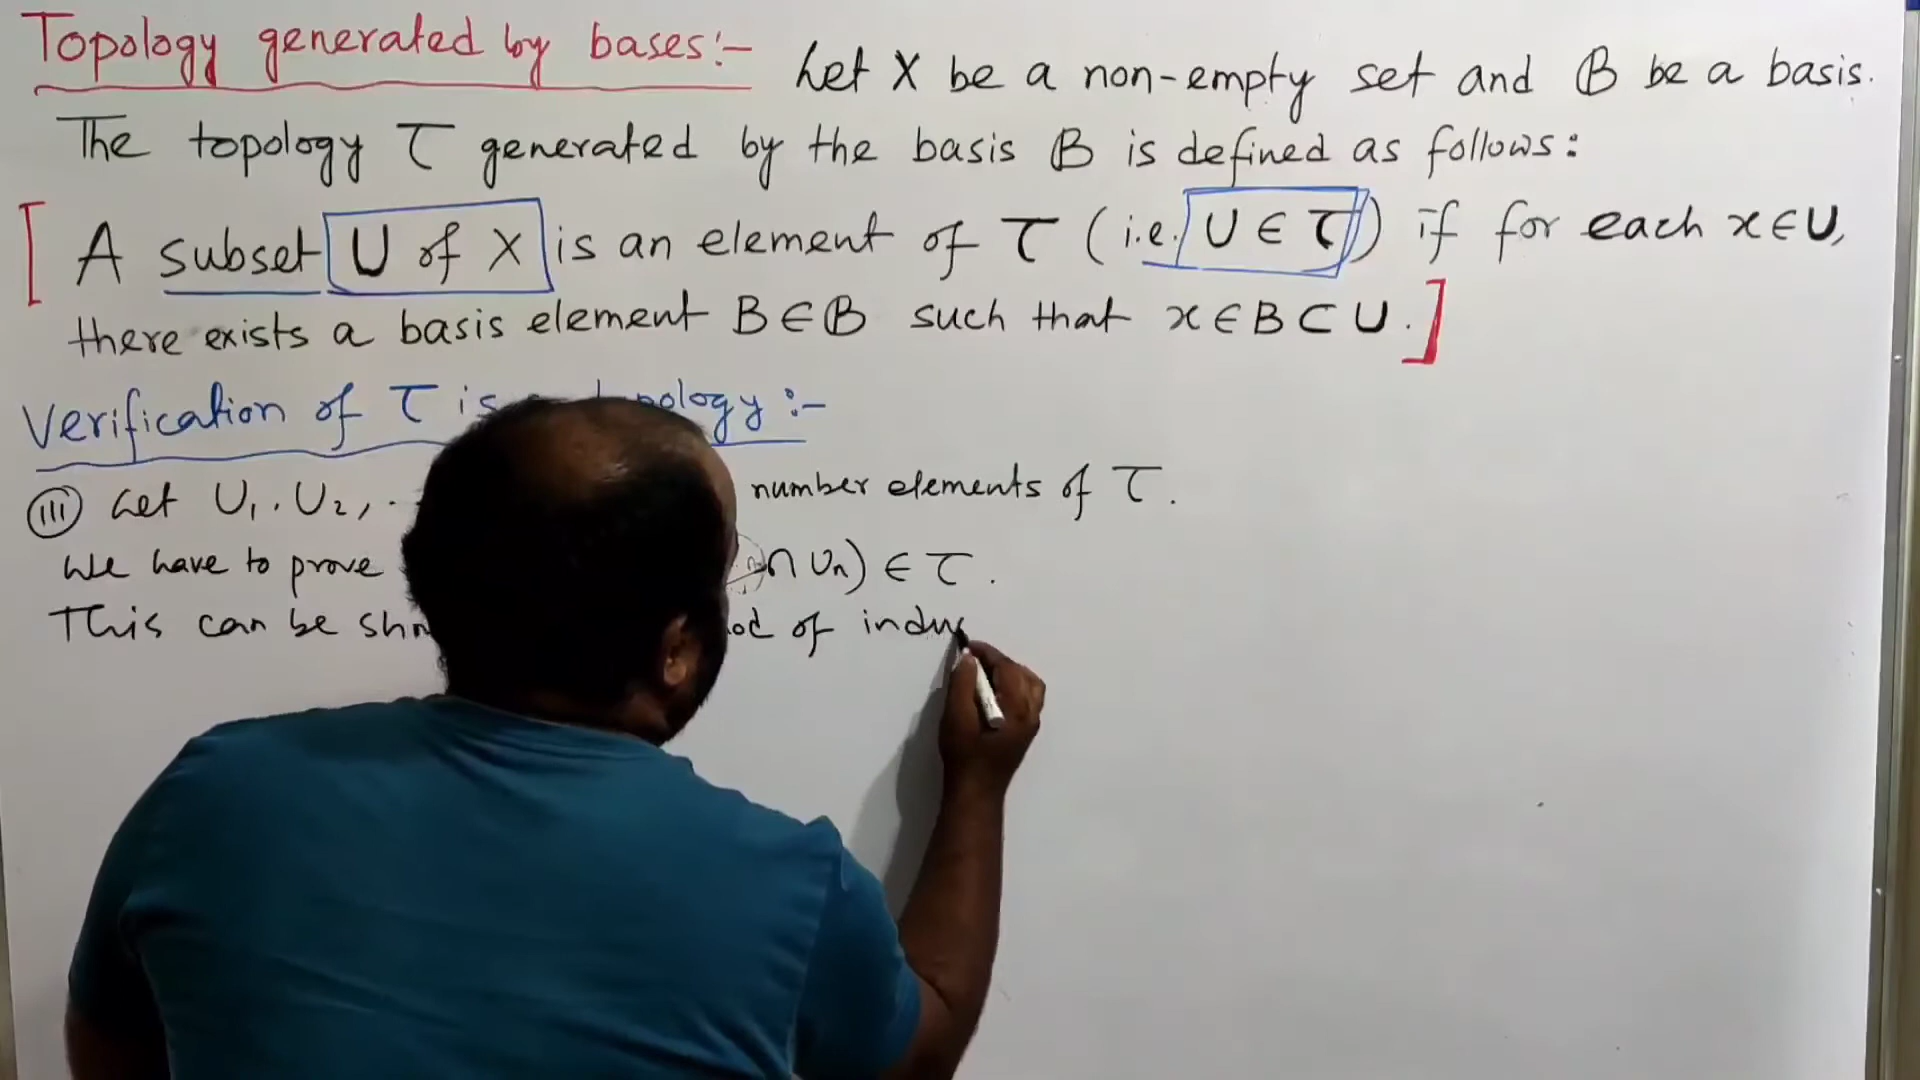 Topology generated by bases:- Let X be a non-empty set and B be a basis.
The topology τ generated by the basis B is defined as follows:
[ A subset U of X is an element of τ (i.e. U ∈ τ) if for each x ∈ U,
there exists a basis element B ∈ B such that x ∈ B ⊂ U. ]
Verification of τ is :-
(iii) Let U₁, U₂, . number elements of τ.
We have to prove ∩ Uₙ) ∈ τ.
This can be of